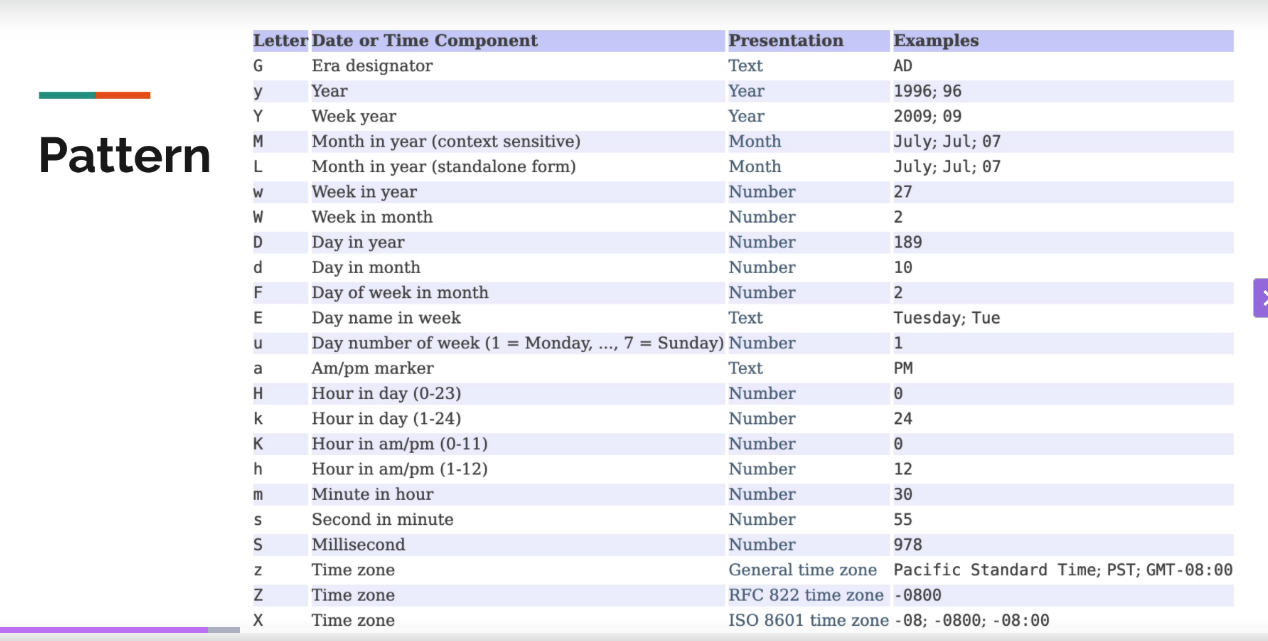 Pattern
Letter Date or Time Component Presentation Examples
G Era designator Text AD
y Year Year 1996; 96
Y Week year Year 2009; 09
M Month in year (context sensitive) Month July; Jul; 07
L Month in year (standalone form) Month July; Jul; 07
w Week in year Number 27
W Week in month Number 2
D Day in year Number 189
d Day in month Number 10
F Day of week in month Number 2
E Day name in week Text Tuesday; Tue
u Day number of week (1 = Monday, ..., 7 = Sunday) Number 1
a Am/pm marker Text PM
H Hour in day (0-23) Number 0
k Hour in day (1-24) Number 24
K Hour in am/pm (0-11) Number 0
h Hour in am/pm (1-12) Number 12
m Minute in hour Number 30
s Second in minute Number 55
S Millisecond Number 978
z Time zone General time zone Pacific Standard Time; PST; GMT-08:00
Z Time zone RFC 822 time zone -0800
X Time zone ISO 8601 time zone -08; -0800; -08:00